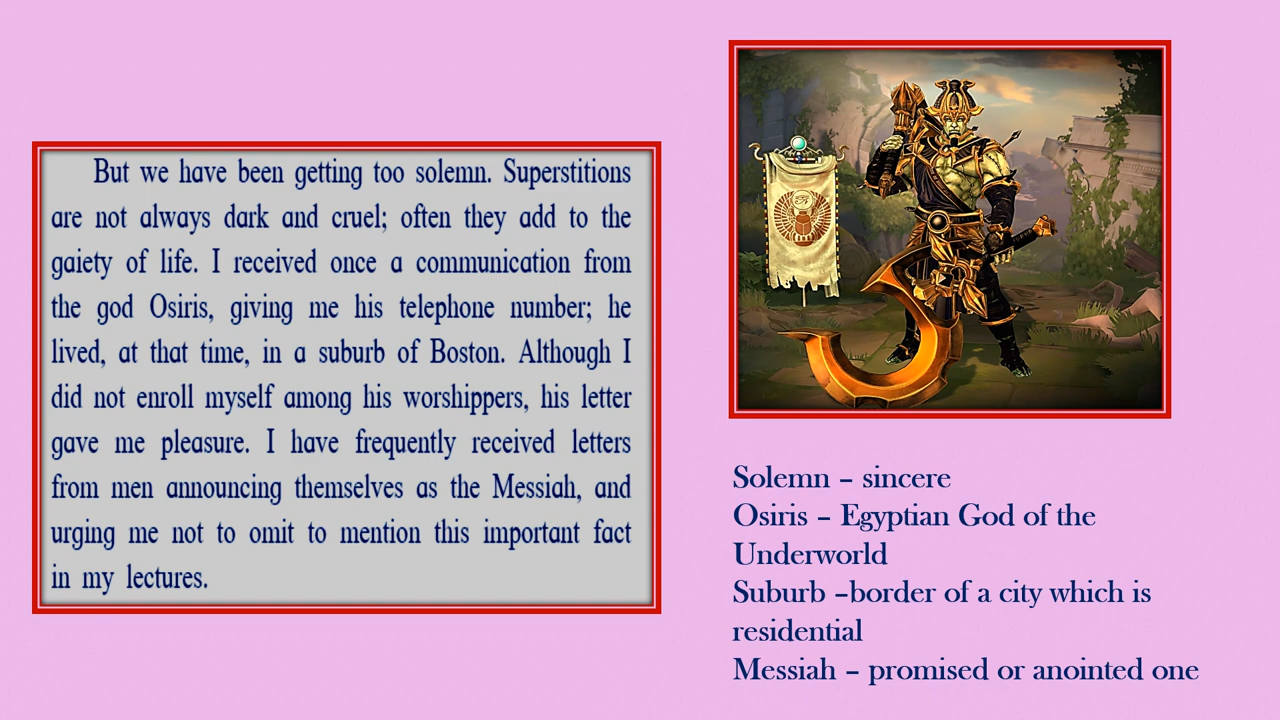 But we have been getting too solemn. Superstitions
are not always dark and cruel; often they add to the
gaiety of life. I received once a communication from
the god Osiris, giving me his telephone number; he
lived, at that time, in a suburb of Boston. Although I
did not enroll myself among his worshippers, his letter
gave me pleasure. I have frequently received letters
from men announcing themselves as the Messiah, and
urging me not to omit to mention this important fact
in my lectures.
Solemn – sincere
Osiris – Egyptian God of the
Underworld
Suburb –border of a city which is
residential
Messiah – promised or anointed one